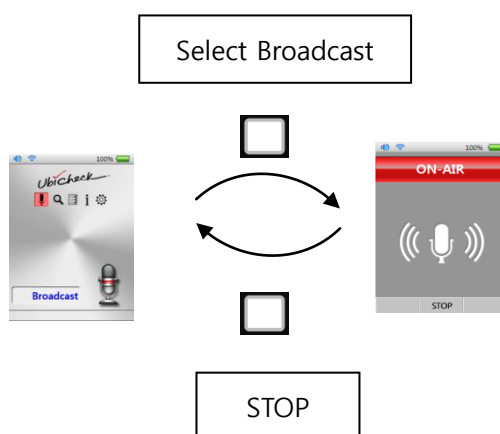 Select Broadcast
100%
UbiCheck
Broadcast
100%
ON-AIR
STOP
STOP